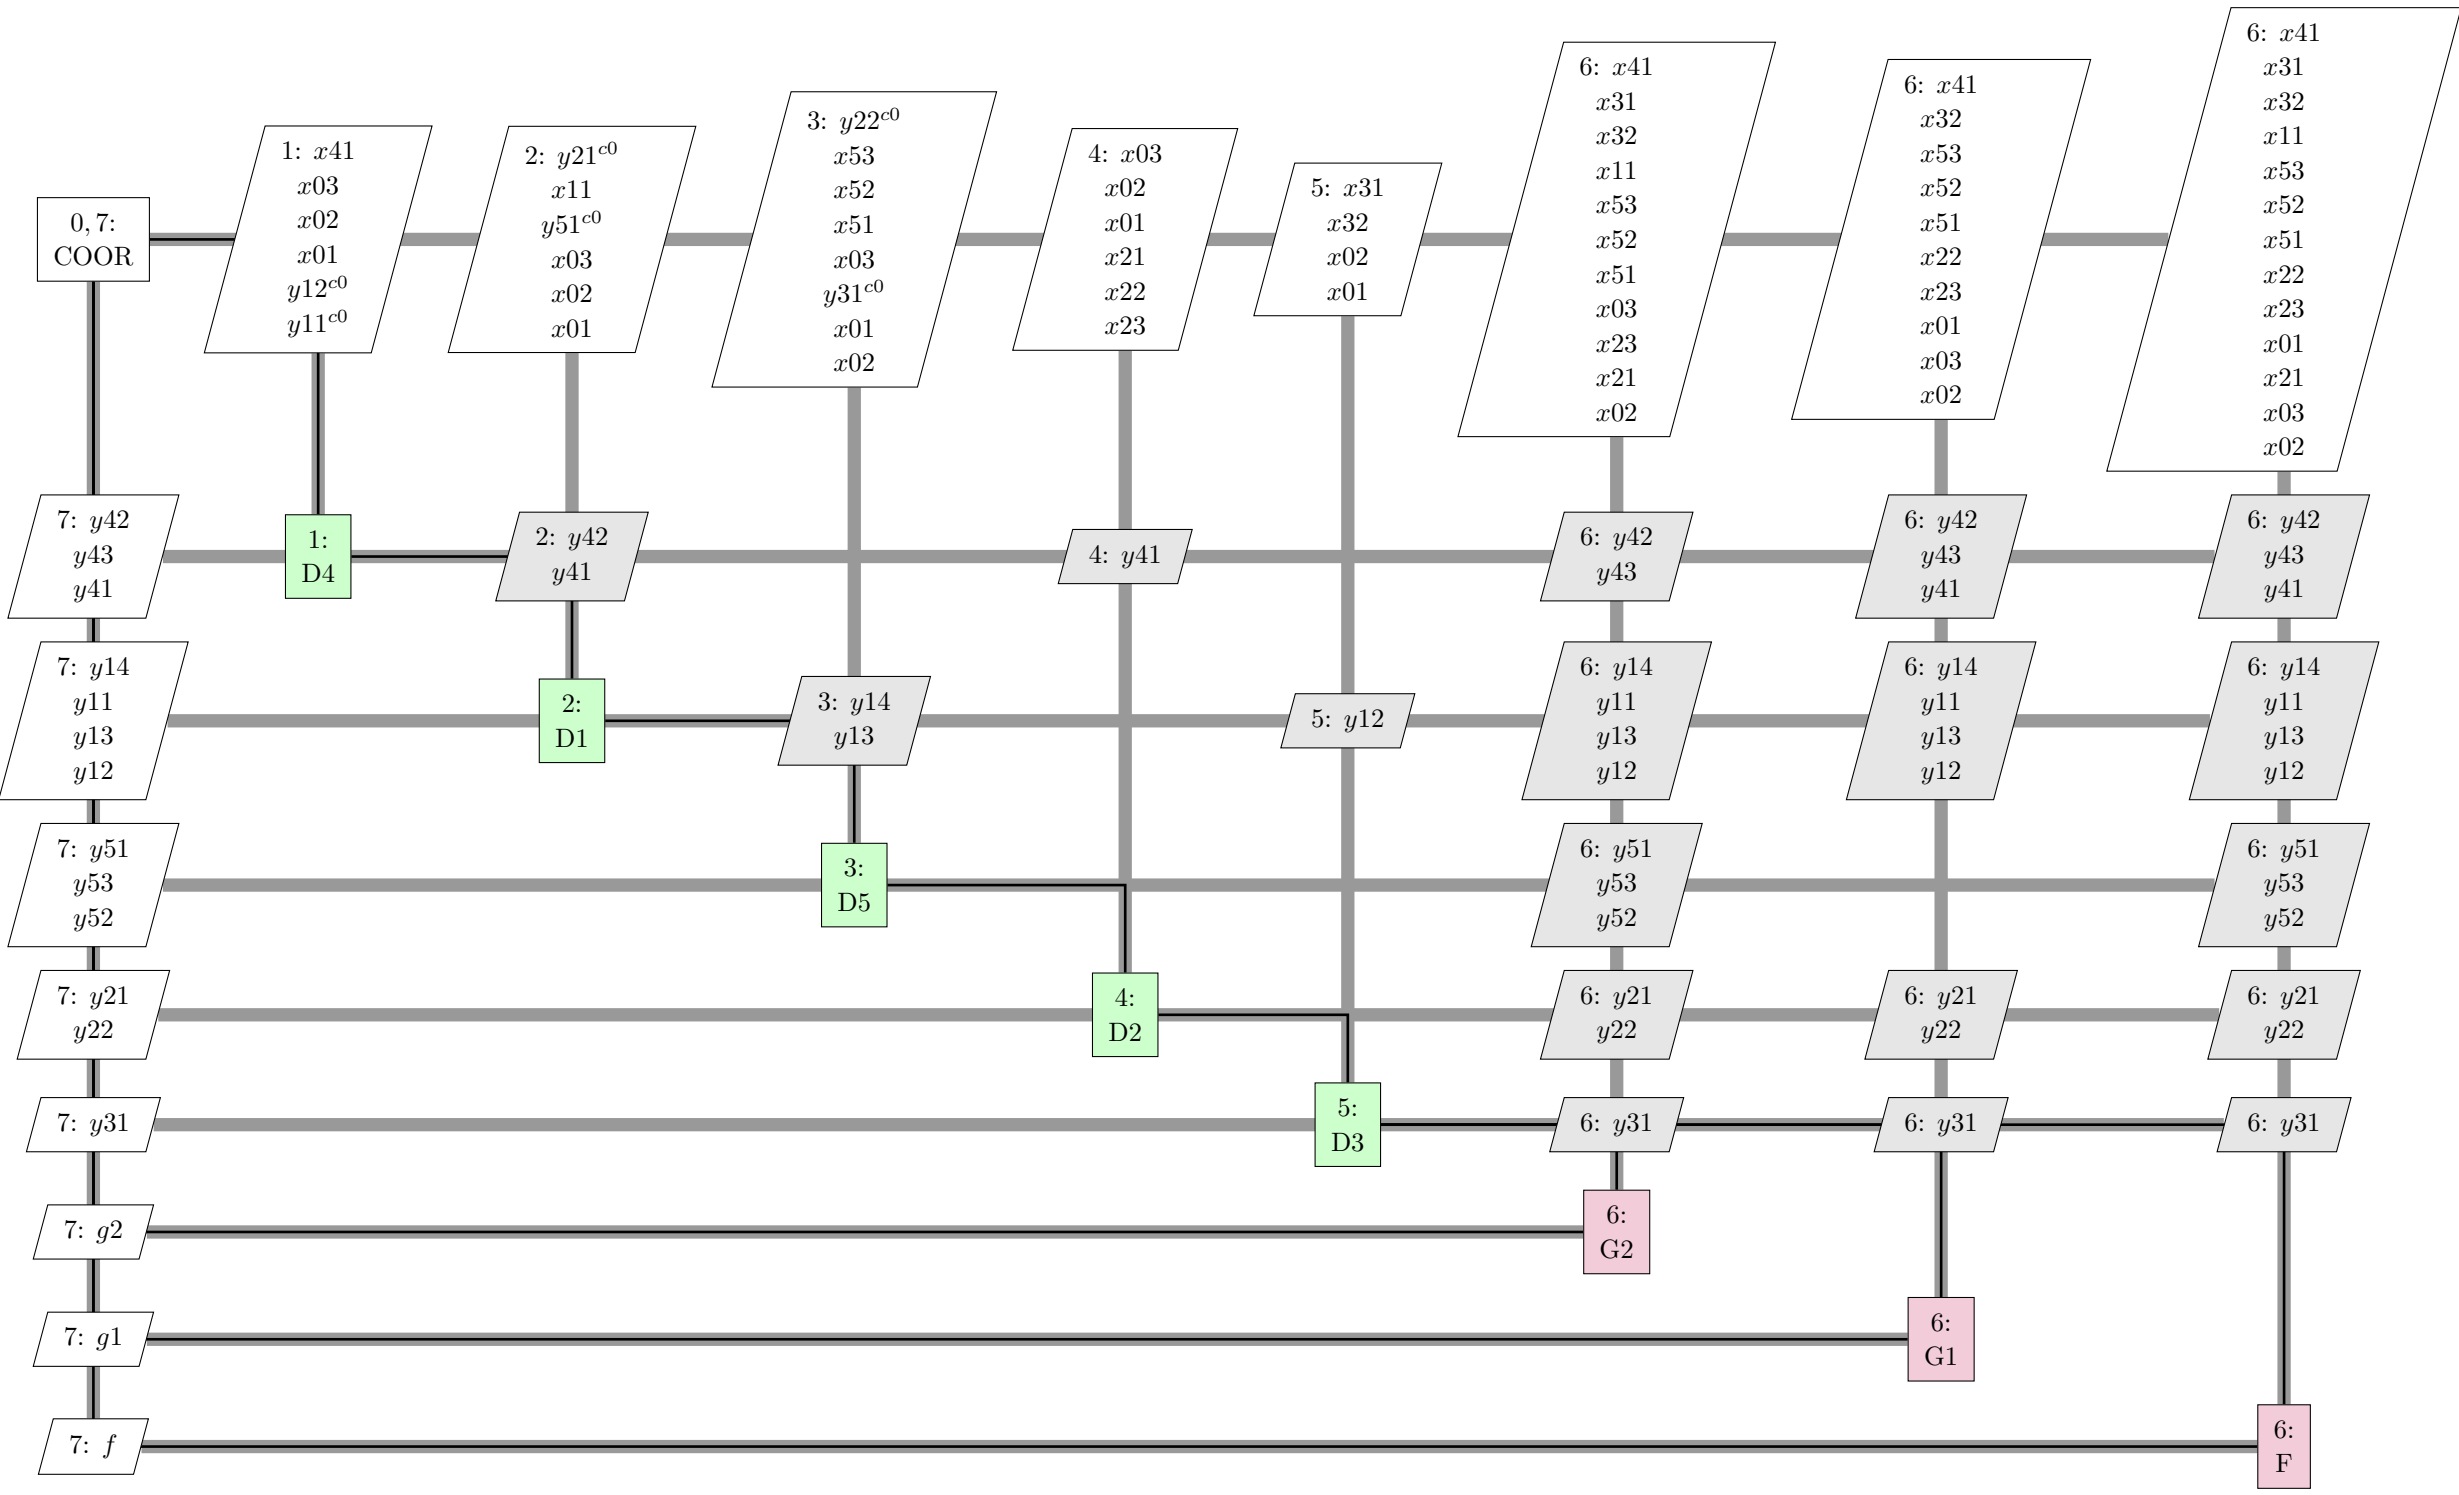 0, 7:
COOR
1: x41
x03
x02
x01
y12^{c0}
y11^{c0}
2: y21^{c0}
x11
y51^{c0}
x03
x02
x01
3: y22^{c0}
x53
x52
x51
x03
y31^{c0}
x01
x02
4: x03
x02
x01
x21
x22
x23
5: x31
x32
x02
x01
6: x41
x31
x32
x11
x53
x52
x51
x03
x23
x21
x02
6: x41
x32
x53
x52
x51
x22
x23
x01
x03
x02
6: x41
x31
x32
x11
x53
x52
x51
x22
x23
x01
x21
x03
x02
7: y42
y43
y41
1:
D4
2: y42
y41
4: y41
6: y42
y43
6: y42
y43
y41
6: y42
y43
y41
7: y14
y11
y13
y12
2:
D1
3: y14
y13
5: y12
6: y14
y11
y13
y12
6: y14
y11
y13
y12
6: y14
y11
y13
y12
7: y51
y53
y52
3:
D5
6: y51
y53
y52
6: y51
y53
y52
7: y21
y22
4:
D2
6: y21
y22
6: y21
y22
6: y21
y22
7: y31
5:
D3
6: y31
6: y31
6: y31
7: g2
6:
G2
7: g1
6:
G1
7: f
6:
F